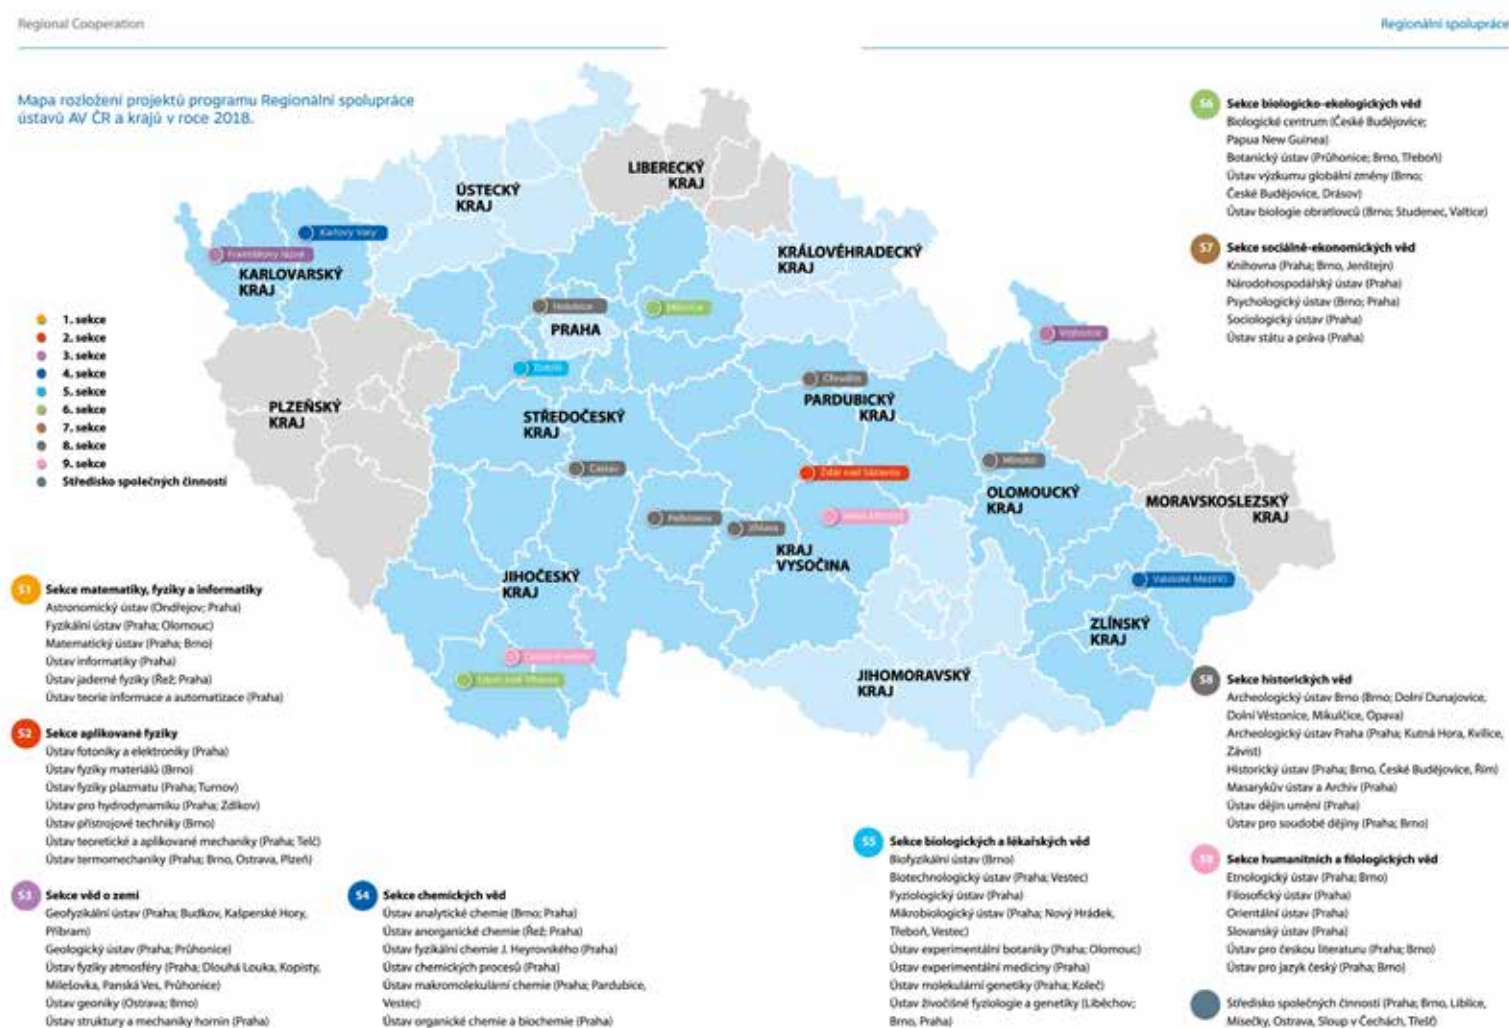 Regional Cooperation
Regionální spolupráce
Mapa rozložení projektů programu Regionální spolupráce
ústavů AV ČR a krajů v roce 2018.
LIBERECKÝ
KRAJ
ÚSTECKÝ
KRAJ
KRÁLOVÉHRADECKÝ
KRAJ
Karlovy Vary
Františkovy lázně
KARLOVARSKÝ
KRAJ
PRAHA
Vidnava
Chrudim
PARDUBICKÝ
KRAJ
PLZEŇSKÝ
KRAJ
STŘEDOČESKÝ
KRAJ
Dobříš
Žďár nad Sázavou
OLOMOUCKÝ
KRAJ
MORAVSKOSLEZSKÝ
KRAJ
Pelhřimov
Jihlava
KRAJ
VYSOČINA
JIHOČESKÝ
KRAJ
Valašské Meziříčí
ZLÍNSKÝ
KRAJ
JIHOMORAVSKÝ
KRAJ
1. sekce
2. sekce
3. sekce
4. sekce
5. sekce
6. sekce
7. sekce
8. sekce
9. sekce
Středisko společných činností
S1 Sekce matematiky, fyziky a informatiky
Astronomický ústav (Ondřejov; Praha)
Fyzikální ústav (Praha; Olomouc)
Matematický ústav (Praha; Brno)
Ústav informatiky (Praha)
Ústav jaderné fyziky (Řež; Praha)
Ústav teorie informace a automatizace (Praha)
S2 Sekce aplikované fyziky
Ústav fotoniky a elektroniky (Praha)
Ústav fyziky materiálů (Brno)
Ústav fyziky plazmatu (Praha; Turnov)
Ústav pro hydrodynamiku (Praha; Zdíkov)
Ústav přístrojové techniky (Brno)
Ústav teoretické a aplikované mechaniky (Praha; Telč)
Ústav termomechaniky (Praha; Brno, Ostrava, Plzeň)
S3 Sekce věd o zemi
Geofyzikální ústav (Praha; Budkov, Kašperské Hory,
Příbram)
Geologický ústav (Praha; Průhonice)
Ústav fyziky atmosféry (Praha; Dlouhá Louka, Kopisty,
Milešovka, Panská Ves, Průhonice)
Ústav geoniky (Ostrava; Brno)
Ústav struktury a mechaniky hornin (Praha)
S4 Sekce chemických věd
Ústav analytické chemie (Brno; Praha)
Ústav anorganické chemie (Řež; Praha)
Ústav fyzikální chemie J. Heyrovského (Praha)
Ústav chemických procesů (Praha)
Ústav makromolekulární chemie (Praha; Pardubice,
Vestec)
Ústav organické chemie a biochemie (Praha)
S5 Sekce biologických a lékařských věd
Biofyzikální ústav (Brno)
Biotechnologický ústav (Praha; Vestec)
Fyziologický ústav (Praha)
Mikrobiologický ústav (Praha; Nový Hrádek,
Třeboň, Vestec)
Ústav experimentální botaniky (Praha; Olomouc)
Ústav experimentální medicíny (Praha)
Ústav molekulární genetiky (Praha; Koleč)
Ústav živočišné fyziologie a genetiky (Liběchov;
Brno, Praha)
S6 Sekce biologicko-ekologických věd
Biologické centrum (České Budějovice;
Papua New Guinea)
Botanický ústav (Průhonice; Brno, Třeboň)
Ústav výzkumu globální změny (Brno;
České Budějovice, Drásov)
Ústav biologie obratlovců (Brno; Studenec, Valtice)
S7 Sekce sociálně-ekonomických věd
Knihovna (Praha; Brno, Jenštejn)
Národohospodářský ústav (Praha)
Psychologický ústav (Brno; Praha)
Sociologický ústav (Praha)
Ústav státu a práva (Praha)
S8 Sekce historických věd
Archeologický ústav Brno (Brno; Dolní Dunajovice,
Dolní Věstonice, Mikulčice, Opava)
Archeologický ústav Praha (Praha; Kutná Hora, Kvílice,
Závist)
Historický ústav (Praha; Brno, České Budějovice, Řím)
Masarykův ústav a Archiv (Praha)
Ústav dějin umění (Praha)
Ústav pro soudobé dějiny (Praha; Brno)
Sekce humanitních a filologických věd
Etnologický ústav (Praha; Brno)
Filosofický ústav (Praha)
Orientální ústav (Praha)
Slovanský ústav (Praha)
Ústav pro českou literaturu (Praha; Brno)
Ústav pro jazyk český (Praha; Brno)
Středisko společných činností (Praha; Brno, Liblice,
Mísečky, Ostrava, Sloup v Čechách, Třešť)